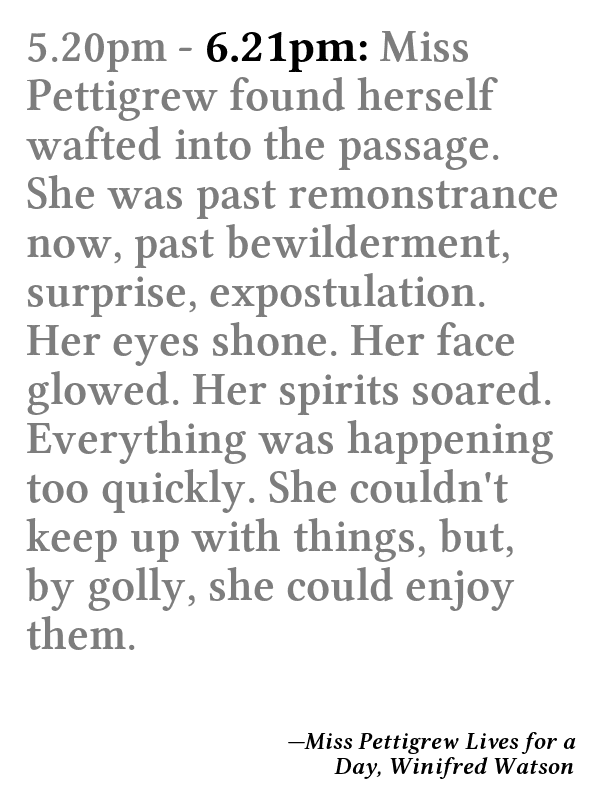 5.20pm - 6.21pm: Miss
Pettigrew found herself
wafted into the passage.
She was past remonstrance
now, past bewilderment,
surprise, expostulation.
Her eyes shone. Her face
glowed. Her spirits soared.
Everything was happening
too quickly. She couldn't
keep up with things, but,
by golly, she could enjoy
them.
—Miss Pettigrew Lives for a
Day, Winifred Watson